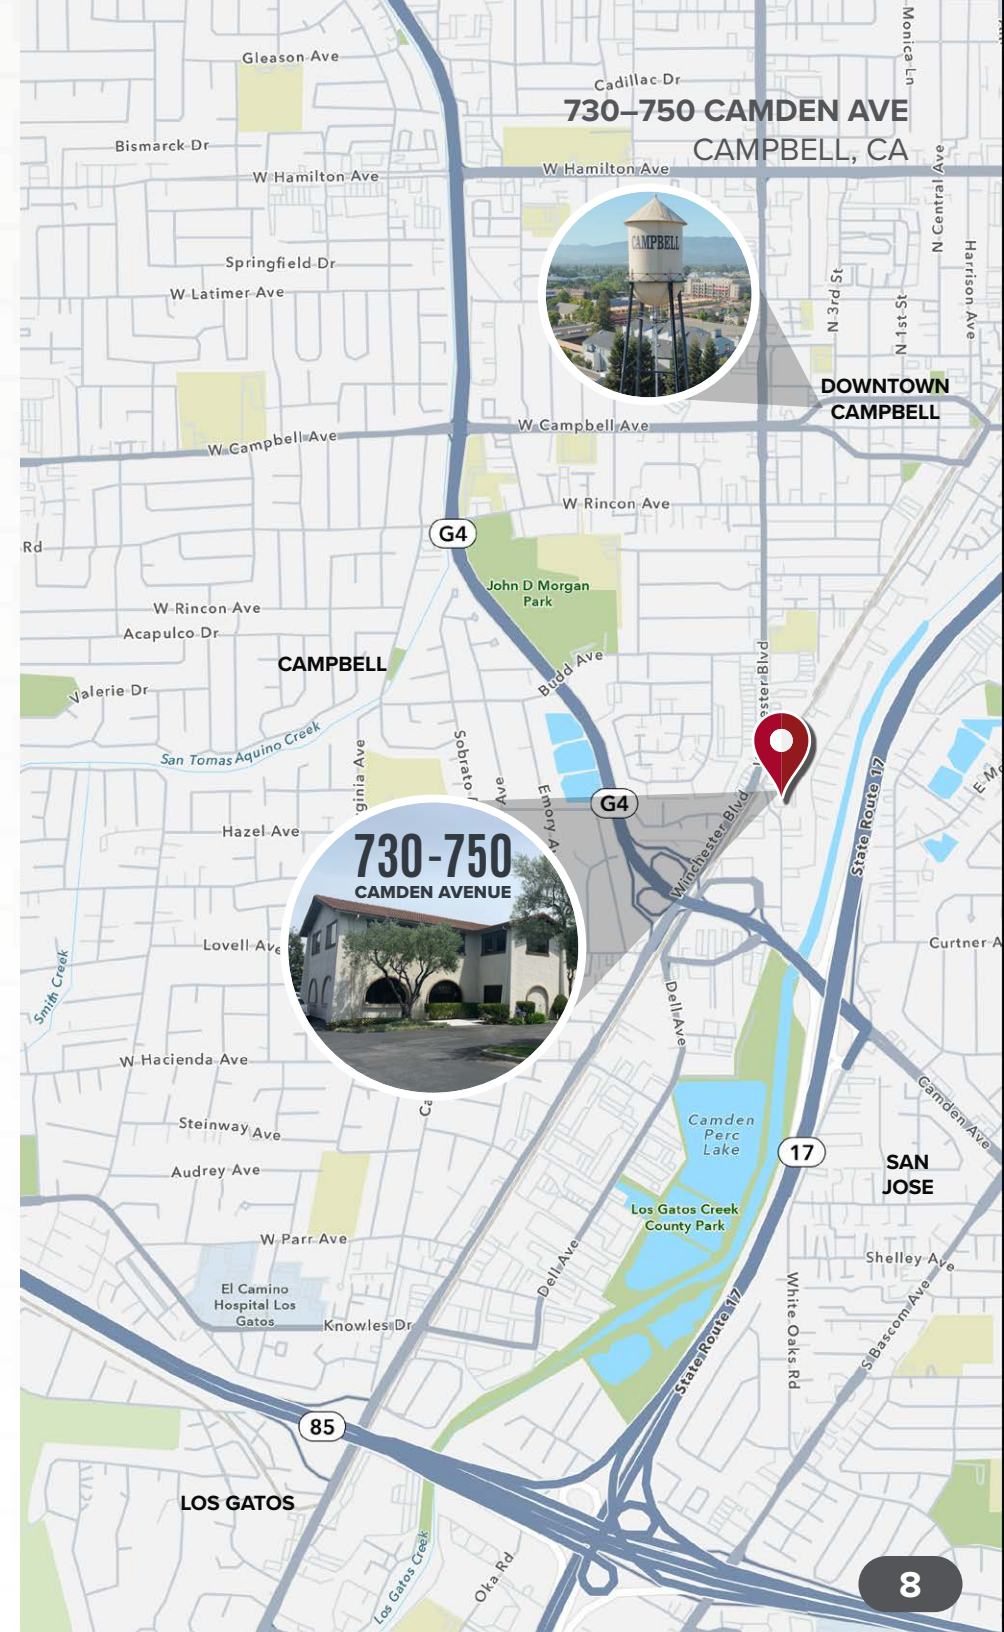 Gleason Ave
Monica Ln
Cadillac Dr
730–750 CAMDEN AVE
CAMPBELL, CA
Bismarck Dr
W Hamilton Ave
W Hamilton Ave
N Central Ave
CAMPBELL
Springfield Dr
W Latimer Ave
N 3rd St
N 1st St
Harrison Ave
DOWNTOWN
CAMPBELL
W Campbell Ave
W Campbell Ave
W Rincon Ave
G4
Rd
John D Morgan
Park
W Rincon Ave
Acapulco Dr
CAMPBELL
Budd Ave
Valerie Dr
San Tomas Aquino Creek
Sobrato
Ave
Emory A
G4
Winchester Blvd
State Route 17
Hazel Ave
730-750
CAMDEN AVENUE
Lovell Ave
Curtner A
Smith Creek
Dell Ave
W Hacienda Ave
Camden Ave
Steinway Ave
Camden
Perc
Lake
17
SAN
JOSE
Audrey Ave
Los Gatos Creek
County Park
W Parr Ave
Dell Ave
Shelley Ave
El Camino
Hospital Los
Gatos
Knowles Dr
White Oaks Rd
S Bascom Ave
State Route 17
85
LOS GATOS
Los Gatos Creek
Oka Rd
8